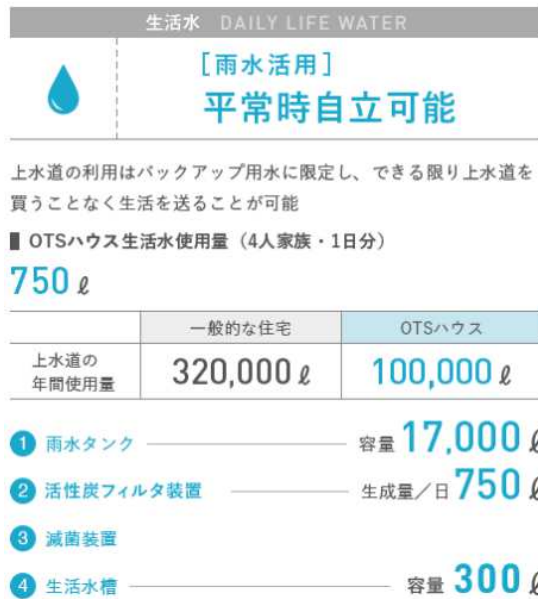 生活水 DAILY LIFE WATER
［雨水活用］
平常時自立可能
上水道の利用はバックアップ用水に限定し、できる限り上水道を
買うことなく生活を送ることが可能
■ OTSハウス生活水使用量（4人家族・1日分）
750 ℓ
一般的な住宅 OTSハウス
上水道の
年間使用量 320,000 ℓ 100,000 ℓ
1 雨水タンク 容量 17,000 ℓ
2 活性炭フィルタ装置 生成量／日 750 ℓ
3 滅菌装置
4 生活水槽 容量 300 ℓ